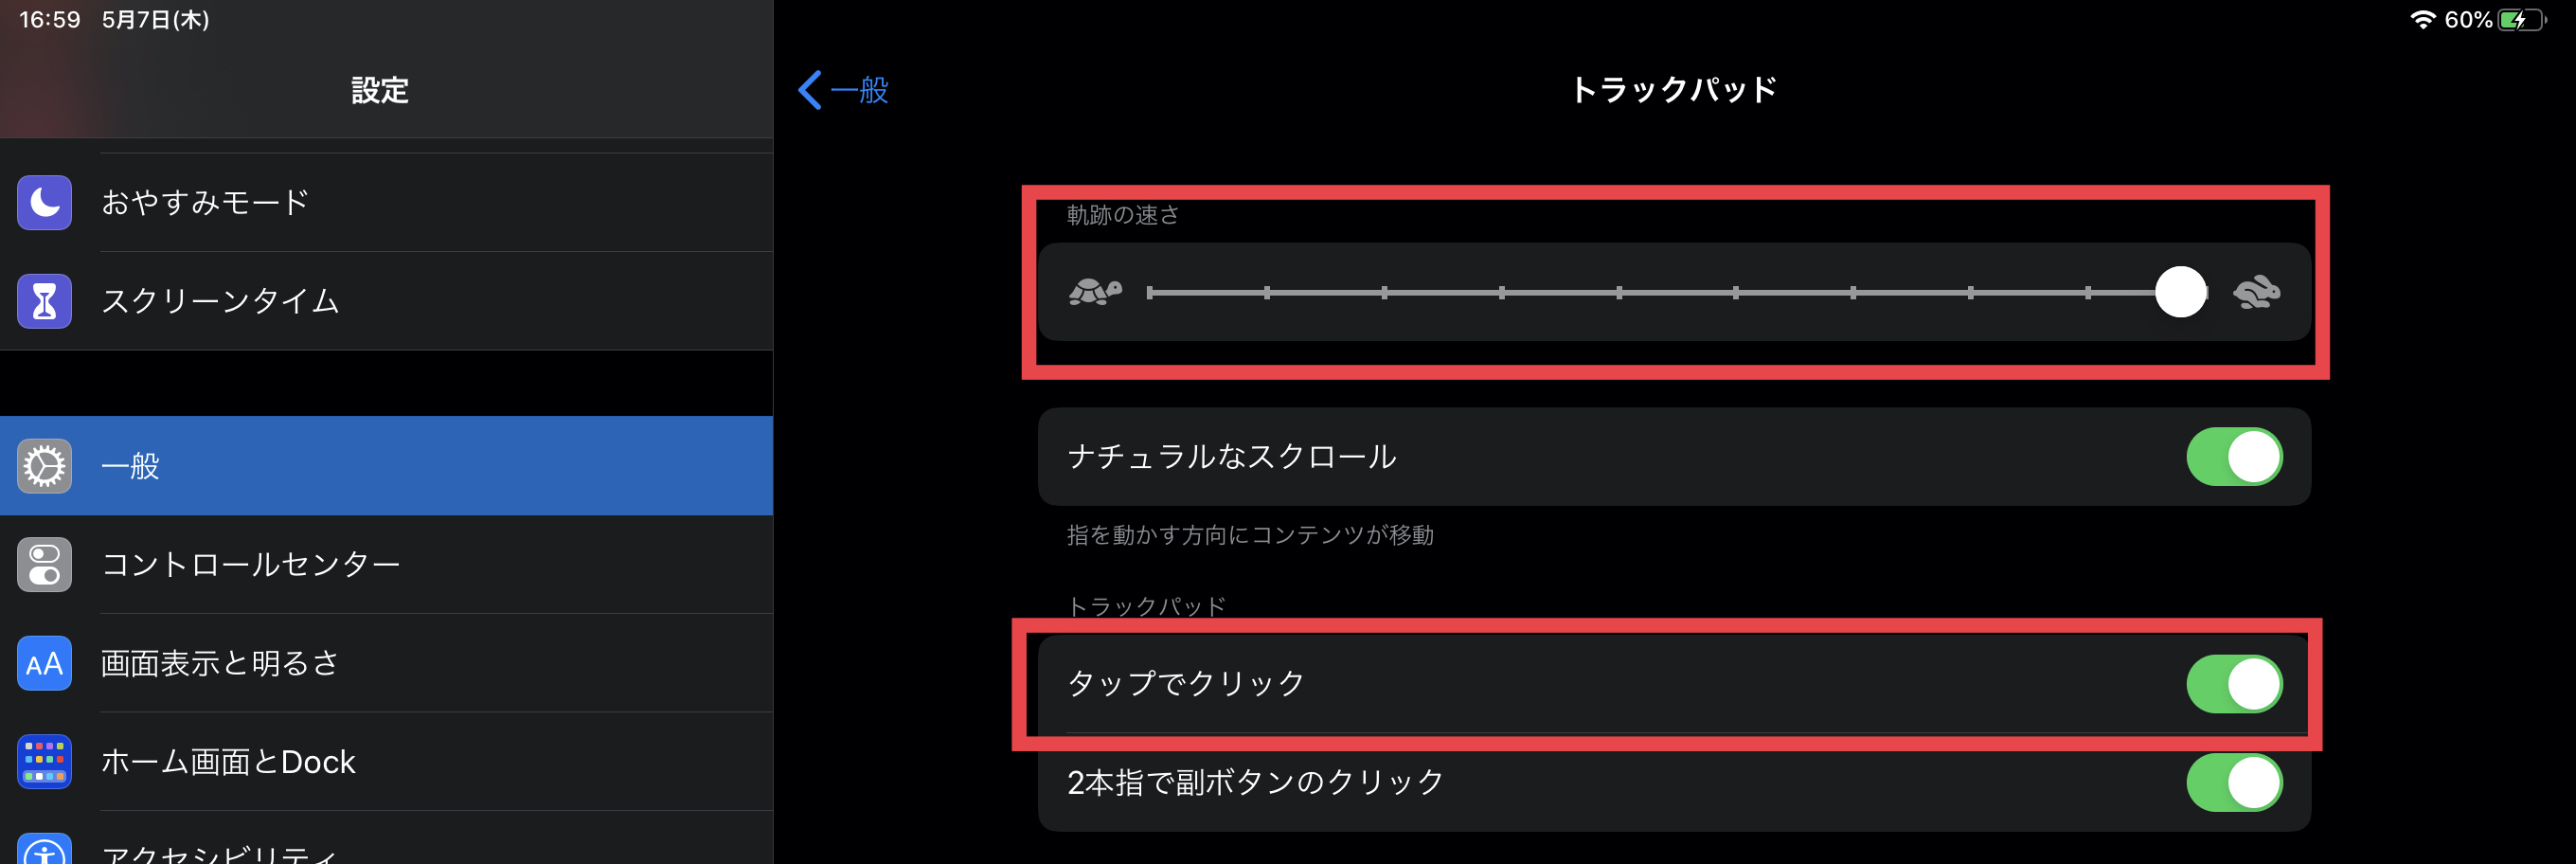 16:59 5月7日(木)
60%
設定
おやすみモード
スクリーンタイム
一般
コントロールセンター
AA
画面表示と明るさ
ホーム画面とDock
アクセシビリティ
一般
トラックパッド
軌跡の速さ
ナチュラルなスクロール
指を動かす方向にコンテンツが移動
トラックパッド
タップでクリック
2本指で副ボタンのクリック